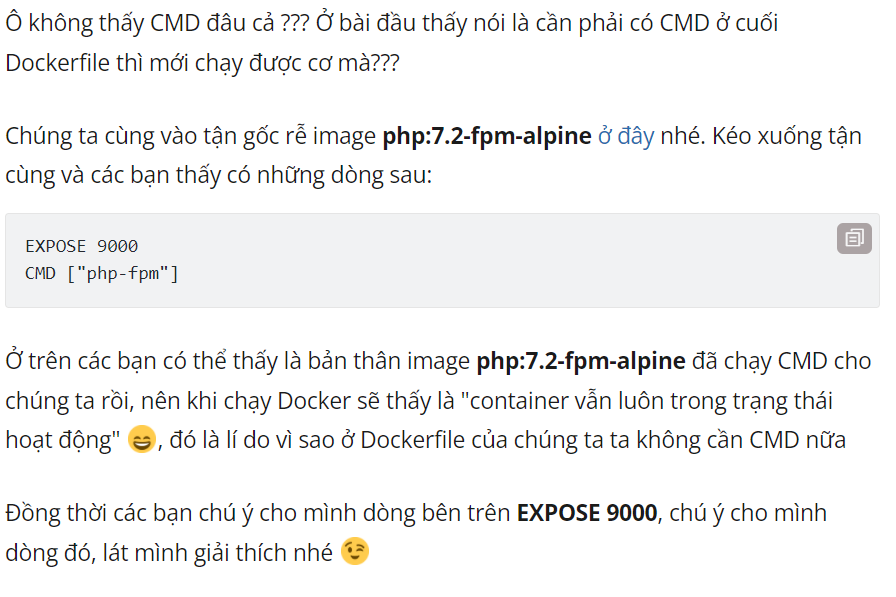 Ô không thấy CMD đâu cả ??? Ở bài đầu thấy nói là cần phải có CMD ở cuối
Dockerfile thì mới chạy được cơ mà???
Chúng ta cùng vào tận gốc rễ image php:7.2-fpm-alpine ở đây nhé. Kéo xuống tận
cùng và các bạn thấy có những dòng sau:
EXPOSE 9000
CMD ["php-fpm"]
Ở trên các bạn có thể thấy là bản thân image php:7.2-fpm-alpine đã chạy CMD cho
chúng ta rồi, nên khi chạy Docker sẽ thấy là "container vẫn luôn trong trạng thái
hoạt động" 😄, đó là lí do vì sao ở Dockerfile của chúng ta ta không cần CMD nữa
Đồng thời các bạn chú ý cho mình dòng bên trên EXPOSE 9000, chú ý cho mình
dòng đó, lát mình giải thích nhé 😉